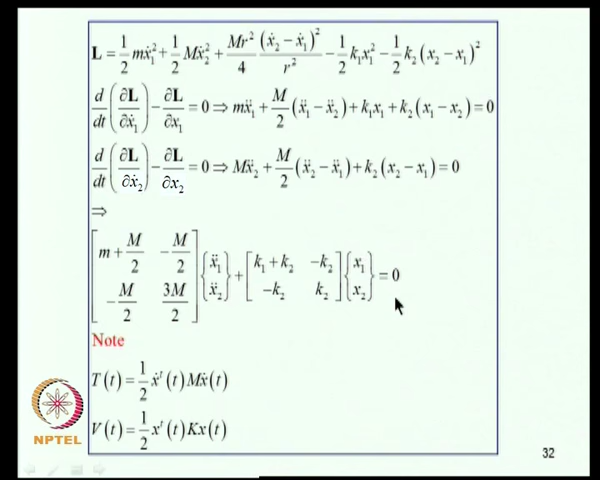 L = 1/2 mẋ₁² + 1/2 Mẋ₂² + Mr²/4 (ẋ₂ − ẋ₁)²/r² − 1/2 k₁x₁² − 1/2 k₂(x₂ − x₁)²
d/dt (∂L/∂ẋ₁) − ∂L/∂x₁ = 0 ⇒ mẍ₁ + M/2 (ẍ₁ − ẍ₂) + k₁x₁ + k₂(x₁ − x₂) = 0
d/dt (∂L/∂ẋ₂) − ∂L/∂x₂ = 0 ⇒ Mẍ₂ + M/2 (ẍ₂ − ẍ₁) + k₂(x₂ − x₁) = 0
⇒
[m + M/2  −M/2; −M/2  3M/2] {ẍ₁; ẍ₂} + [k₁ + k₂  −k₂; −k₂  k₂] {x₁; x₂} = 0
Note
T(t) = 1/2 ẋᵗ(t)Mẋ(t)
V(t) = 1/2 xᵗ(t)Kx(t)
NPTEL
32